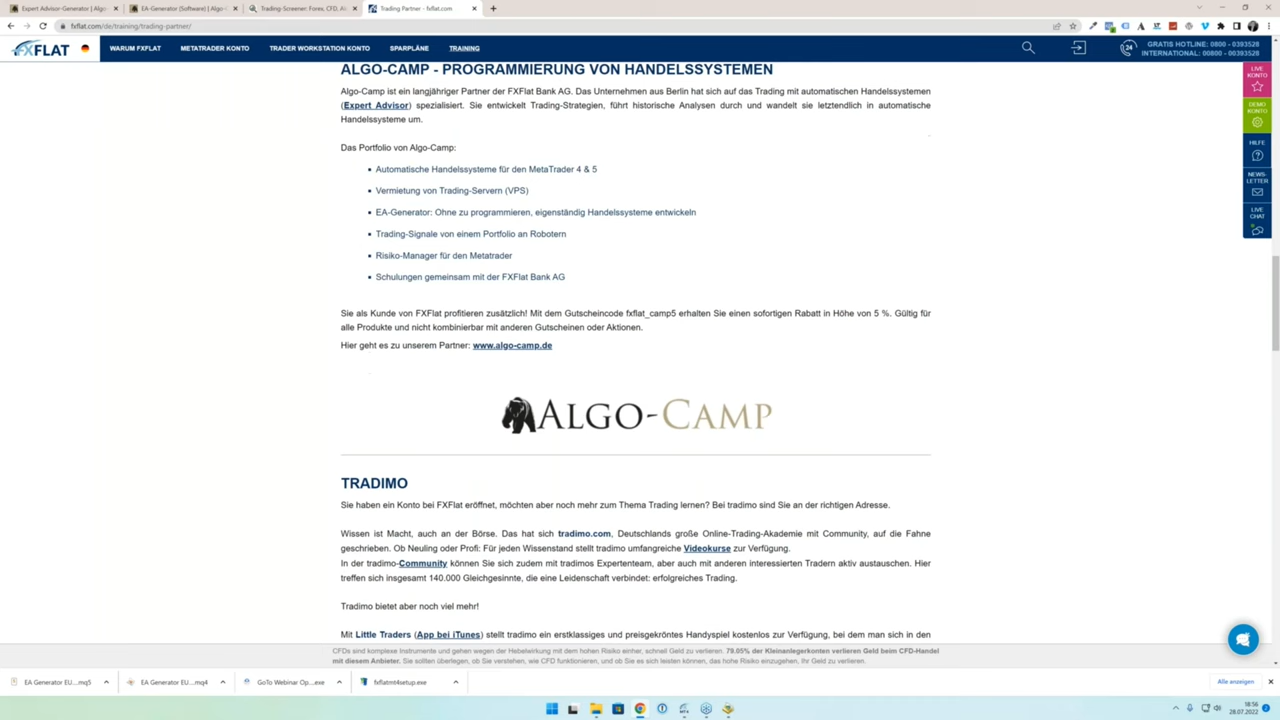 Expert Advisor-Generator | Algo-
EA-Generator (Software) | Algo-C
Trading-Screener: Forex, CFD, Ak
Trading Partner - fxflat.com
fxflat.com/de/training/trading-partner/
FXFLAT
WARUM FXFLAT
METATRADER KONTO
TRADER WORKSTATION KONTO
SPARPLÄNE
TRAINING
24
GRATIS HOTLINE: 0800 - 0393528
INTERNATIONAL: 00800 - 00393528
LIVE
KONTO
DEMO
KONTO
HILFE
NEWS-
LETTER
LIVE
CHAT
ALGO-CAMP - PROGRAMMIERUNG VON HANDELSSYSTEMEN
Algo-Camp ist ein langjähriger Partner der FXFlat Bank AG. Das Unternehmen aus Berlin hat sich auf das Trading mit automatischen Handelssystemen
(Expert Advisor) spezialisiert. Sie entwickelt Trading-Strategien, führt historische Analysen durch und wandelt sie letztendlich in automatische
Handelssysteme um.
Das Portfolio von Algo-Camp:
• Automatische Handelssysteme für den MetaTrader 4 & 5
• Vermietung von Trading-Servern (VPS)
• EA-Generator: Ohne zu programmieren, eigenständig Handelssysteme entwickeln
• Trading-Signale von einem Portfolio an Robotern
• Risiko-Manager für den Metatrader
• Schulungen gemeinsam mit der FXFlat Bank AG
Sie als Kunde von FXFlat profitieren zusätzlich! Mit dem Gutscheincode fxflat_camp5 erhalten Sie einen sofortigen Rabatt in Höhe von 5 %. Gültig für
alle Produkte und nicht kombinierbar mit anderen Gutscheinen oder Aktionen.
Hier geht es zu unserem Partner: www.algo-camp.de
ALGO-CAMP
TRADIMO
Sie haben ein Konto bei FXFlat eröffnet, möchten aber noch mehr zum Thema Trading lernen? Bei tradimo sind Sie an der richtigen Adresse.
Wissen ist Macht, auch an der Börse. Das hat sich tradimo.com, Deutschlands große Online-Trading-Akademie mit Community, auf die Fahne
geschrieben. Ob Neuling oder Profi: Für jeden Wissenstand stellt tradimo umfangreiche Videokurse zur Verfügung.
In der tradimo-Community können Sie sich zudem mit tradimos Expertenteam, aber auch mit anderen interessierten Tradern aktiv austauschen. Hier
treffen sich insgesamt 140.000 Gleichgesinnte, die eine Leidenschaft verbindet: erfolgreiches Trading.
Tradimo bietet aber noch viel mehr!
Mit Little Traders (App bei iTunes) stellt tradimo ein erstklassiges und preisgekröntes Handyspiel kostenlos zur Verfügung, bei dem man sich in den
CFDs sind komplexe Instrumente und gehen wegen der Hebelwirkung mit dem hohen Risiko einher, schnell Geld zu verlieren. 79.05% der Kleinanlegerkonten verlieren Geld beim CFD-Handel
mit diesem Anbieter. Sie sollten überlegen, ob Sie verstehen, wie CFD funktionieren, und ob Sie es sich leisten können, das hohe Risiko einzugehen, Ihr Geld zu verlieren.
EA Generator EU....mq5
EA Generator EU....mq4
GoTo Webinar Op....exe
fxflatmt4setup.exe
Alle anzeigen
18:56
28.07.2022